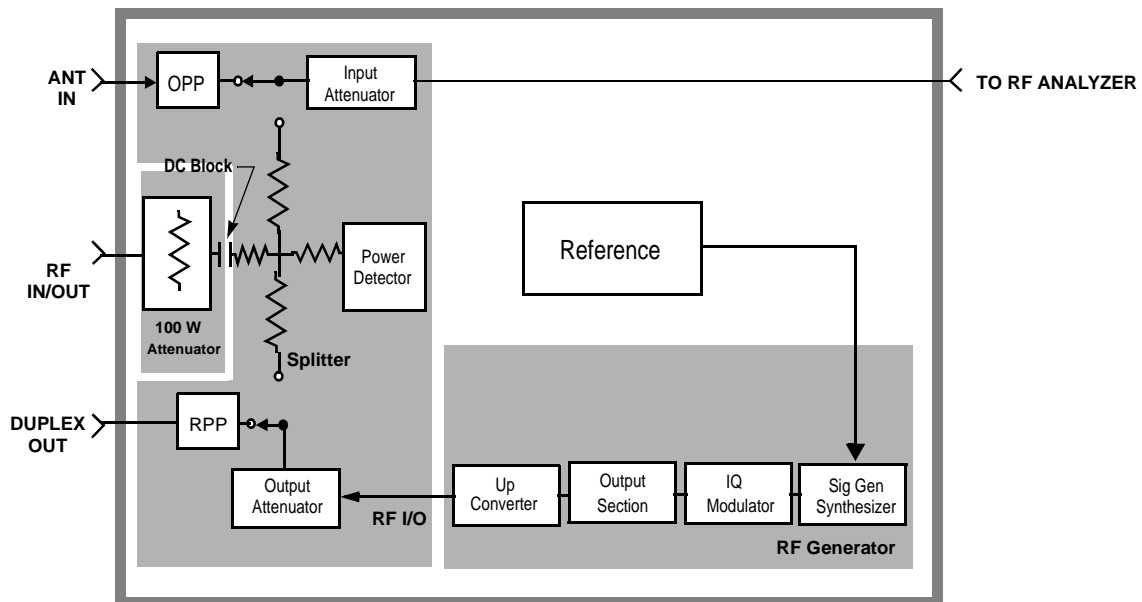 ANT
IN
OPP
Input
Attenuator
TO RF ANALYZER
DC Block
RF
IN/OUT
100 W
Attenuator
Power
Detector
Reference
Splitter
DUPLEX
OUT
RPP
Output
Attenuator
RF I/O
Up
Converter
Output
Section
IQ
Modulator
Sig Gen
Synthesizer
RF Generator